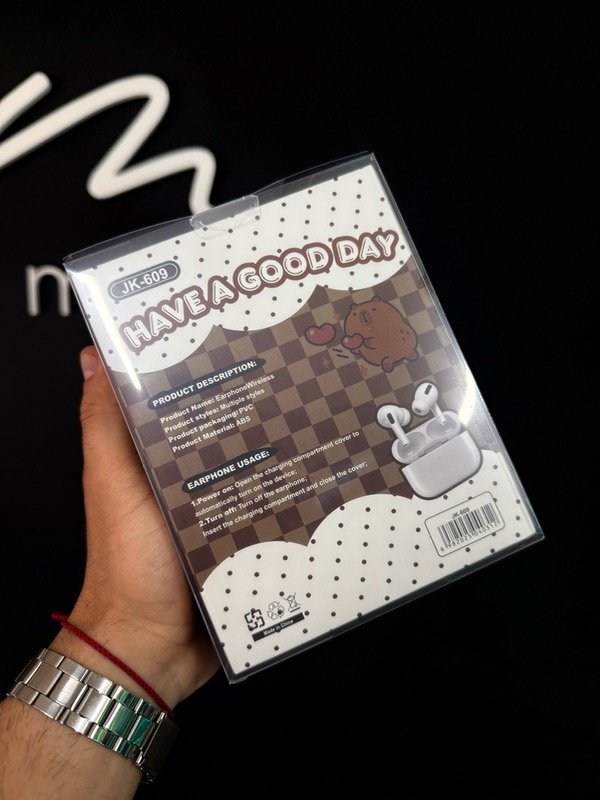 m
JK-609
HAVE A GOOD DAY
PRODUCT DESCRIPTION:
Product Name: EarphoneWireless
Product styles: Multiple styles
Product packaging: PVC
Product Material: ABS
EARPHONE USAGE:
1.Power on: Open the charging compartment cover to
automatically turn on the device;
2.Turn off: Turn off the earphone;
Insert the charging compartment and close the cover;
JK-609
Made in China